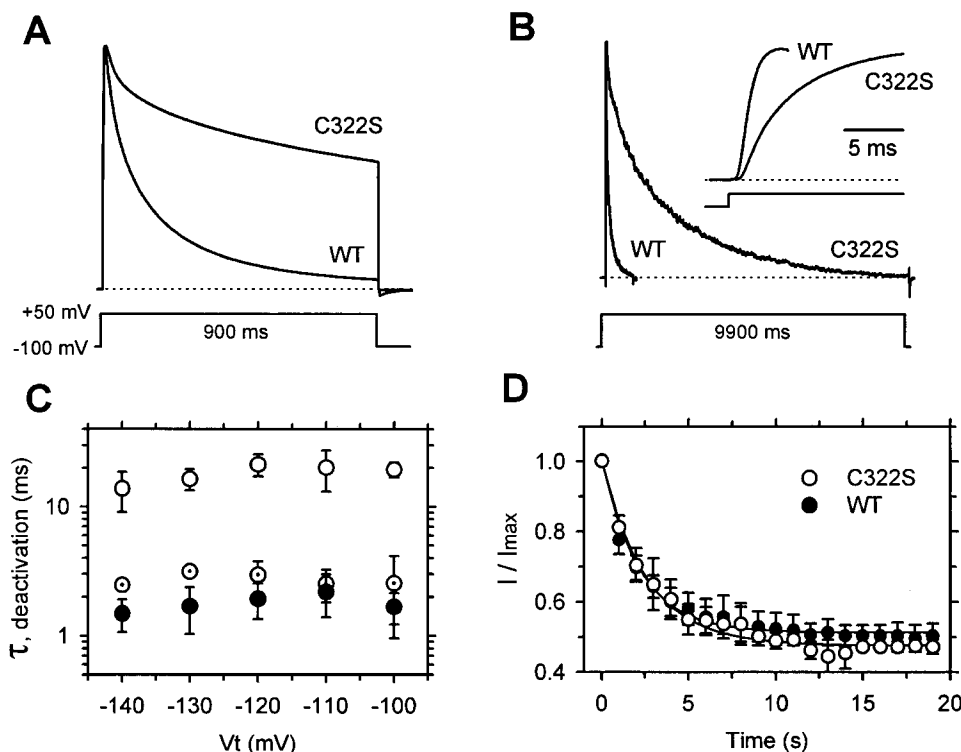 A
C322S
WT
+50 mV
900 ms
-100 mV
B
WT
C322S
5 ms
WT
C322S
9900 ms
C
τ, deactivation (ms)
10
1
-140 -130 -120 -110 -100
Vt (mV)
D
I / Imax
1.0
0.8
0.6
0.4
C322S
WT
0 5 10 15 20
Time (s)